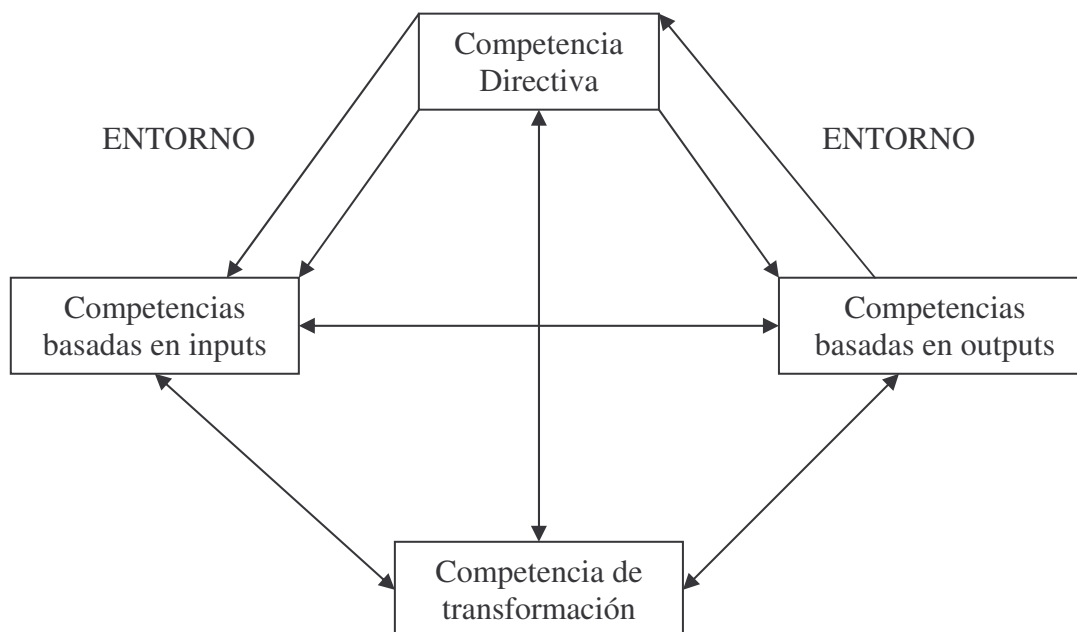 Competencia
Directiva
ENTORNO
ENTORNO
Competencias
basadas en inputs
Competencias
basadas en outputs
Competencia de
transformación